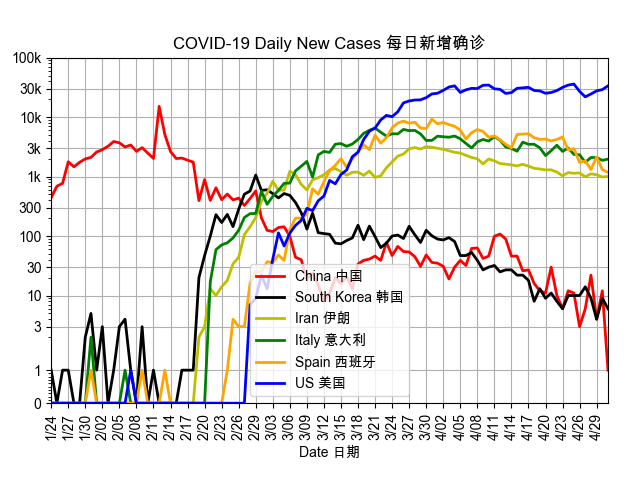 COVID-19 Daily New Cases 每日新增确诊
100k
30k
10k
3k
1k
300
100
30
10
3
1
0
China 中国
South Korea 韩国
Iran 伊朗
Italy 意大利
Spain 西班牙
US 美国
1/24 1/27 1/30 2/02 2/05 2/08 2/11 2/14 2/17 2/20 2/23 2/26 2/29 3/03 3/06 3/09 3/12 3/15 3/18 3/21 3/24 3/27 3/30 4/02 4/05 4/08 4/11 4/14 4/17 4/20 4/23 4/26 4/29
Date 日期